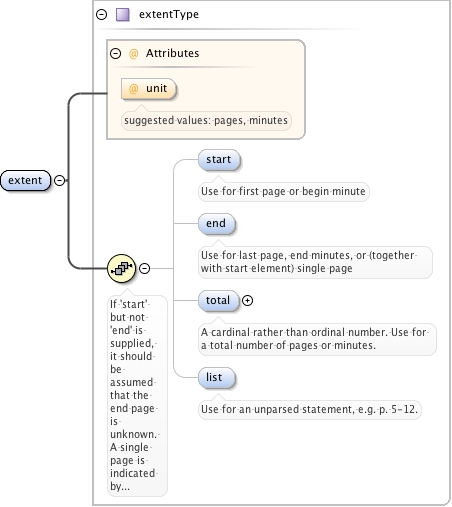 extentType
@ Attributes
@ unit
suggested values: pages, minutes
extent
start
Use for first page or begin minute
end
Use for last page, end minutes, or (together
with start element) single page
total
A cardinal rather than ordinal number. Use for
a total number of pages or minutes.
list
Use for an unparsed statement, e.g. p. 5-12.
If 'start'
but not
'end' is
supplied,
it should
be
assumed
that the
end page
is
unknown.
A single
page is
indicated
by...